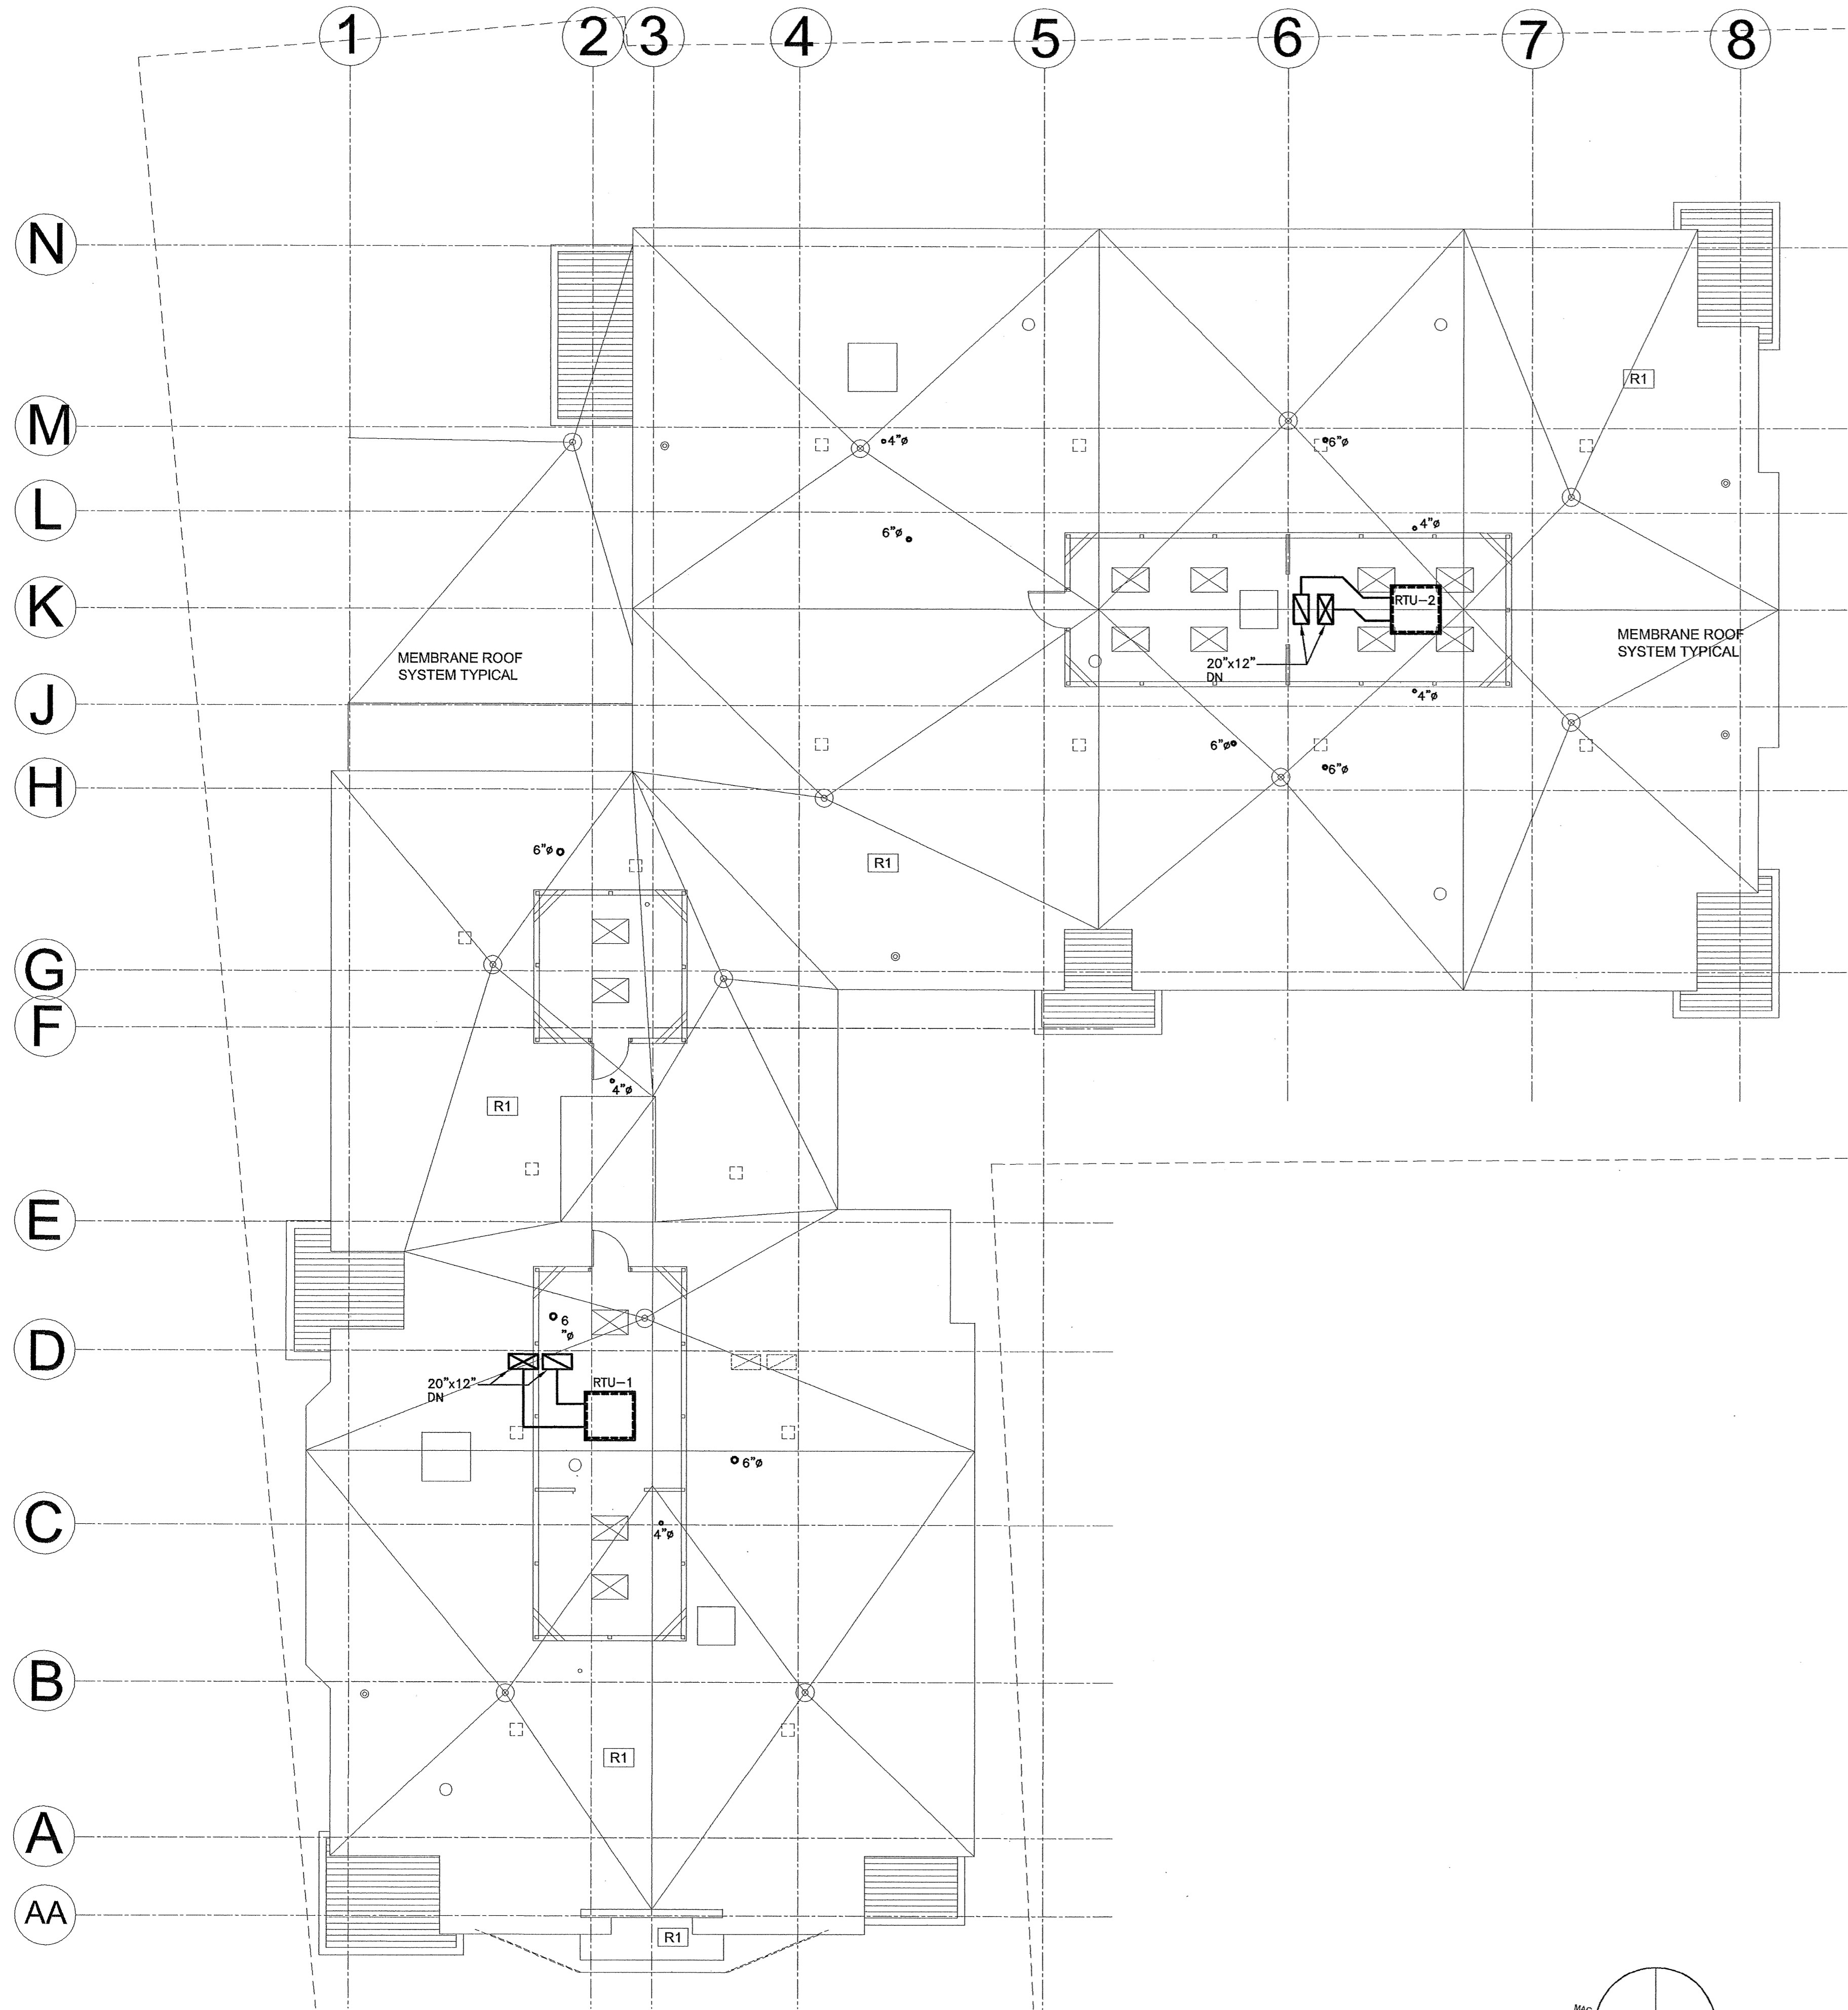 1 2 3 4 5 6 7 8
N
R1
M
4"ø
6"ø
L
6"ø
4"ø
K
RTU-2
MEMBRANE ROOF
SYSTEM TYPICAL
MEMBRANE ROOF
SYSTEM TYPICAL
20"x12"
DN
J
4"ø
6"ø
6"ø
H
6"ø
R1
G
F
4"ø
R1
E
6
"ø
D
20"x12"
DN
RTU-1
6"ø
C
4"ø
B
R1
A
AA
R1
MAG